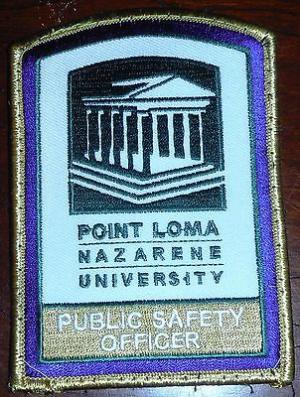 POINT LOMA
NAZARENE
UNIVERSITY
PUBLIC SAFETY
OFFICER